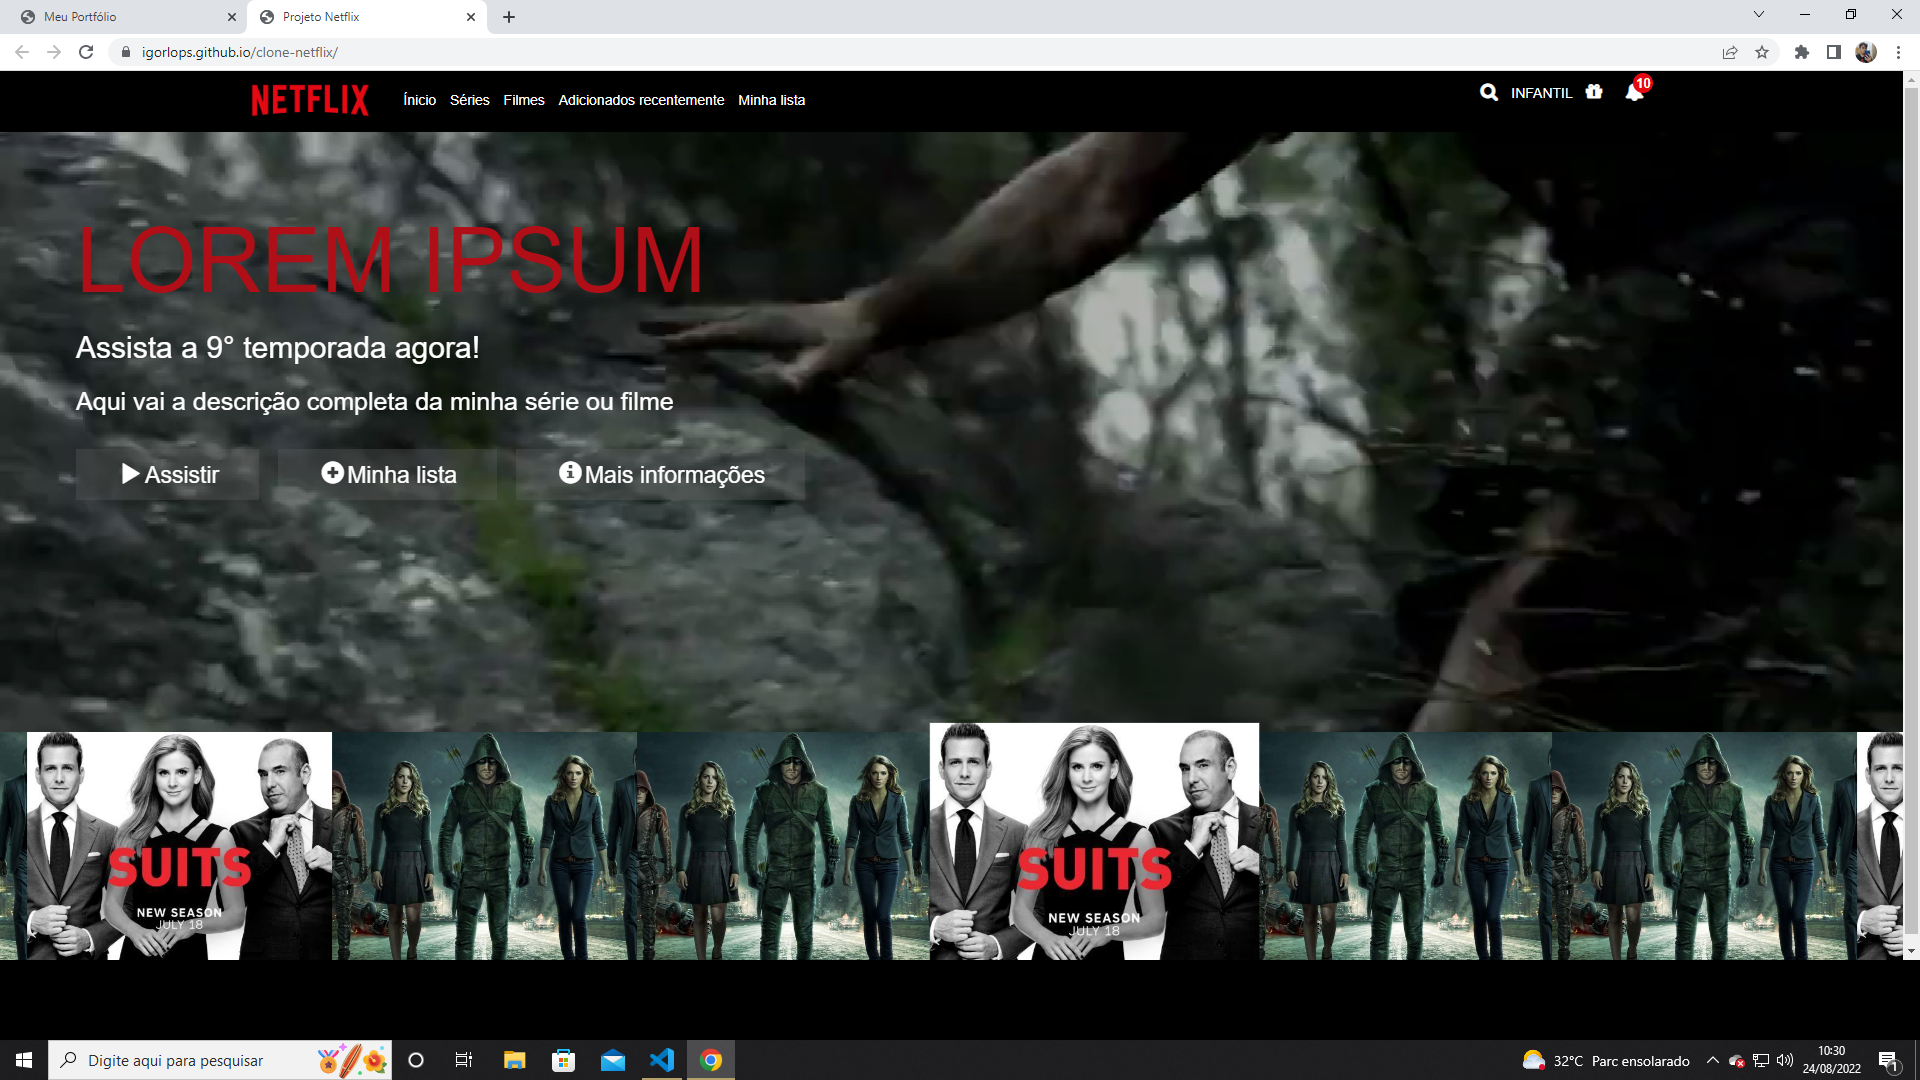 Meu Portfólio
Projeto Netflix
igorlops.github.io/clone-netflix/
NETFLIX
Ínicio Séries Filmes Adicionados recentemente Minha lista
INFANTIL
10
LOREM IPSUM
Assista a 9° temporada agora!
Aqui vai a descrição completa da minha série ou filme
Assistir
Minha lista
Mais informações
SUITS
NEW SEASON
JULY 18
SUITS
NEW SEASON
JULY 18
Digite aqui para pesquisar
32°C Parc ensolarado
10:30
24/08/2022
1